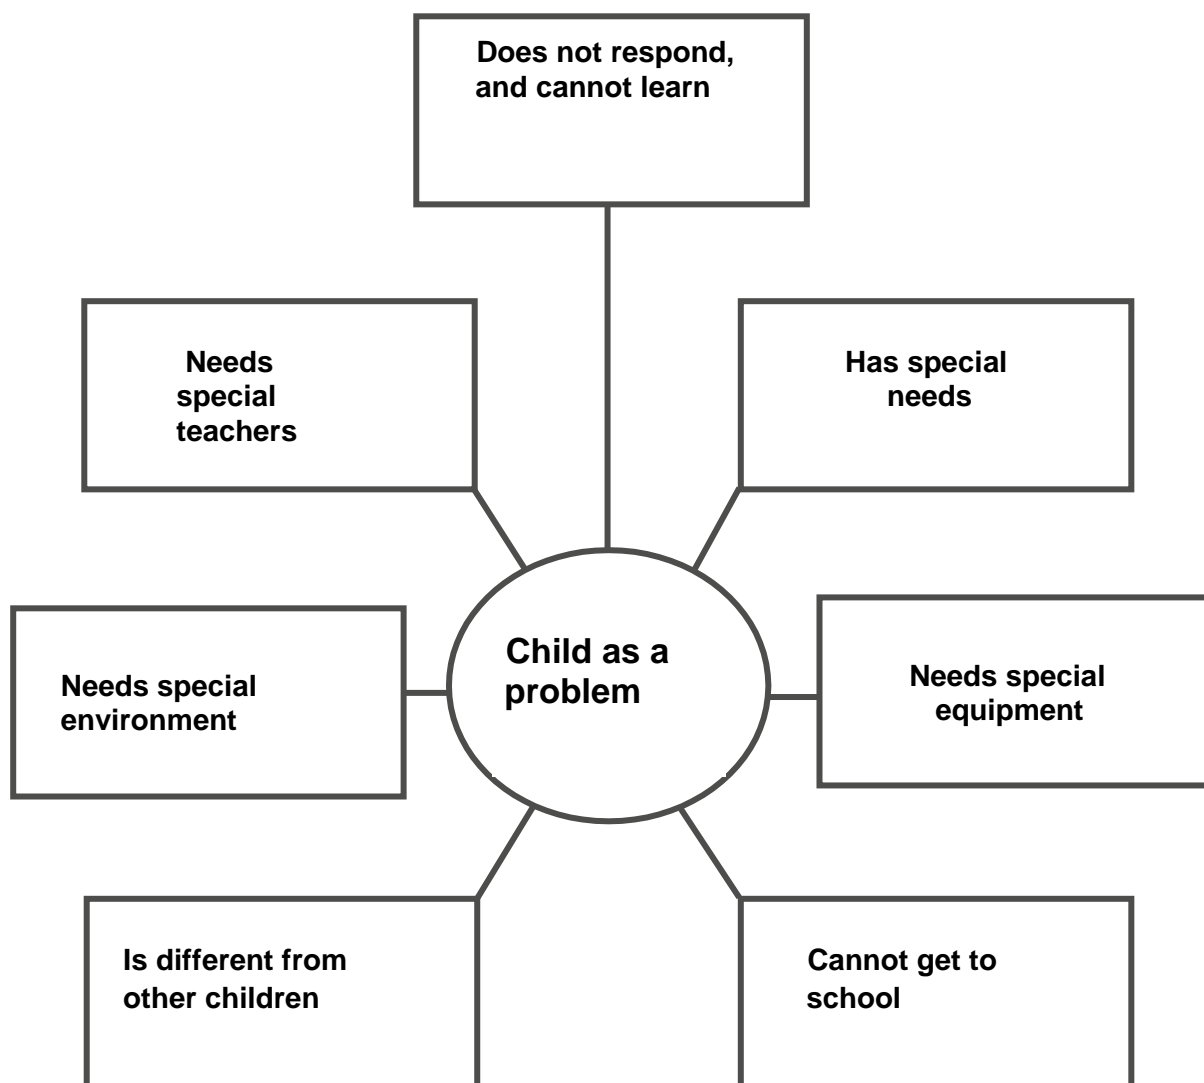 Does not respond,
and cannot learn
Needs
special
teachers
Has special
needs
Child as a
problem
Needs special
environment
Needs special
equipment
Is different from
other children
Cannot get to
school